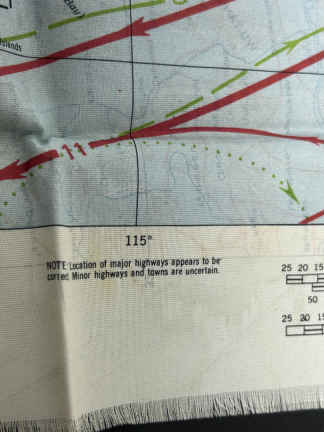 slands
11
115°
NOTE: Location of major highways appears to be
correct Minor highways and towns are uncertain.
25 20 15
50
25 20 15